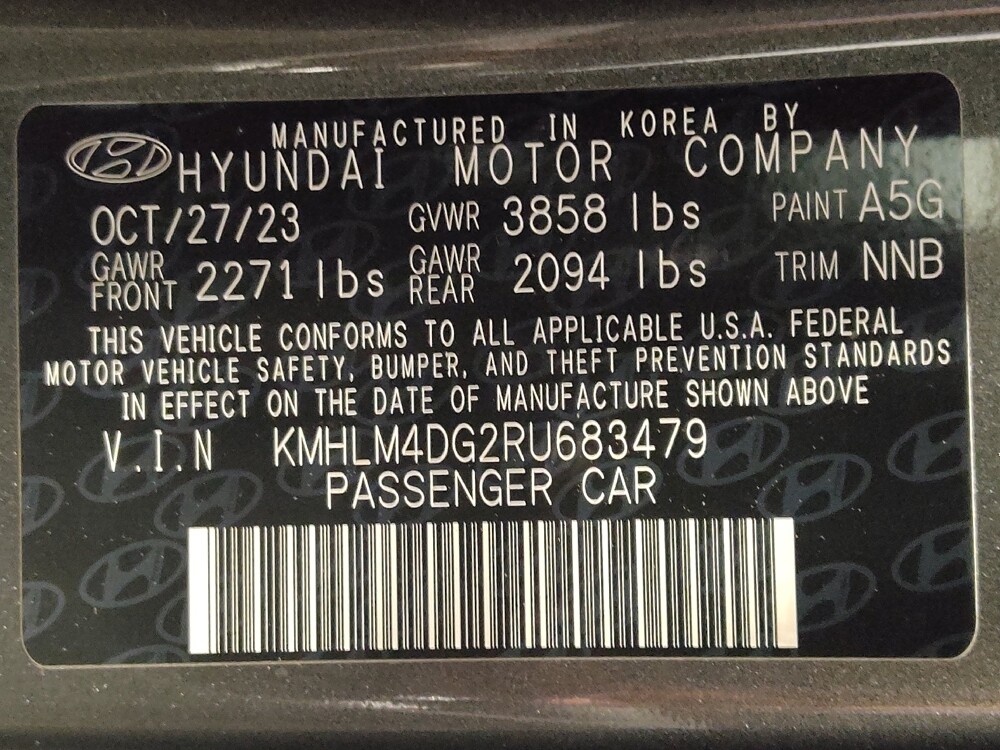 MANUFACTURED IN KOREA BY
HYUNDAI MOTOR COMPANY
OCT/27/23 GVWR 3858 lbs PAINT A5G
GAWR FRONT 2271 lbs GAWR REAR 2094 lbs TRIM NNB
THIS VEHICLE CONFORMS TO ALL APPLICABLE U.S.A. FEDERAL
MOTOR VEHICLE SAFETY, BUMPER, AND THEFT PREVENTION STANDARDS
IN EFFECT ON THE DATE OF MANUFACTURE SHOWN ABOVE
V.I.N KMHLM4DG2RU683479
PASSENGER CAR